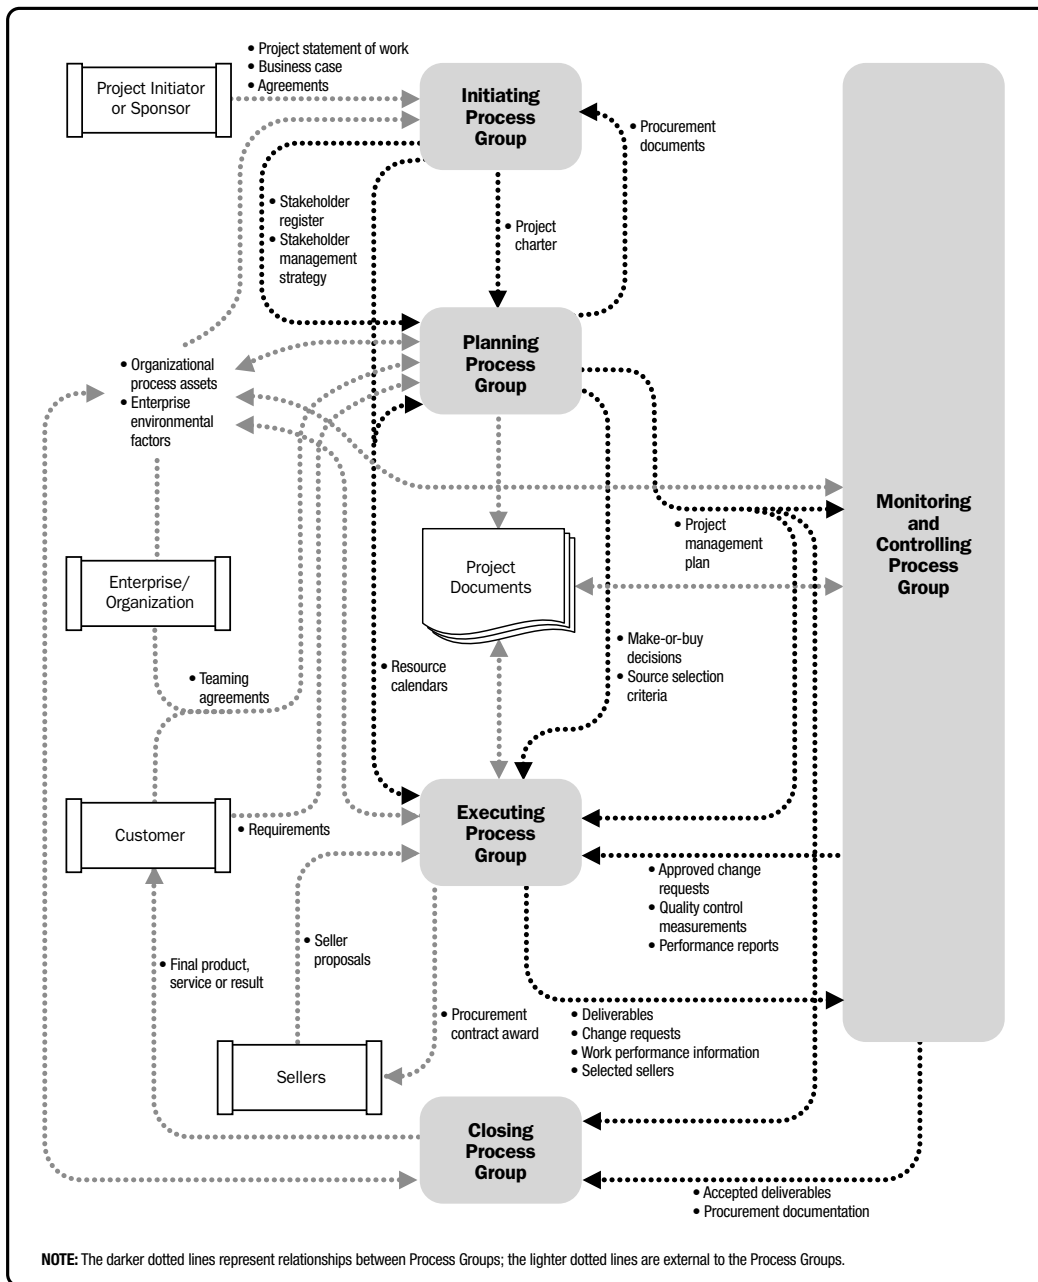 • Project statement of work
• Business case
• Agreements
Project Initiator
or Sponsor
Initiating
Process
Group
• Procurement
documents
• Stakeholder
register
• Stakeholder
management
strategy
• Project
charter
Planning
Process
Group
• Organizational
process assets
• Enterprise
environmental
factors
Monitoring
and
Controlling
Process
Group
• Project
management
plan
Project
Documents
Enterprise/
Organization
• Make-or-buy
decisions
• Source selection
criteria
• Resource
calendars
• Teaming
agreements
Executing
Process
Group
Customer
• Requirements
• Approved change
requests
• Quality control
measurements
• Performance reports
• Seller
proposals
• Final product,
service or result
• Procurement
contract award
• Deliverables
• Change requests
• Work performance information
• Selected sellers
Sellers
Closing
Process
Group
• Accepted deliverables
• Procurement documentation
NOTE: The darker dotted lines represent relationships between Process Groups; the lighter dotted lines are external to the Process Groups.